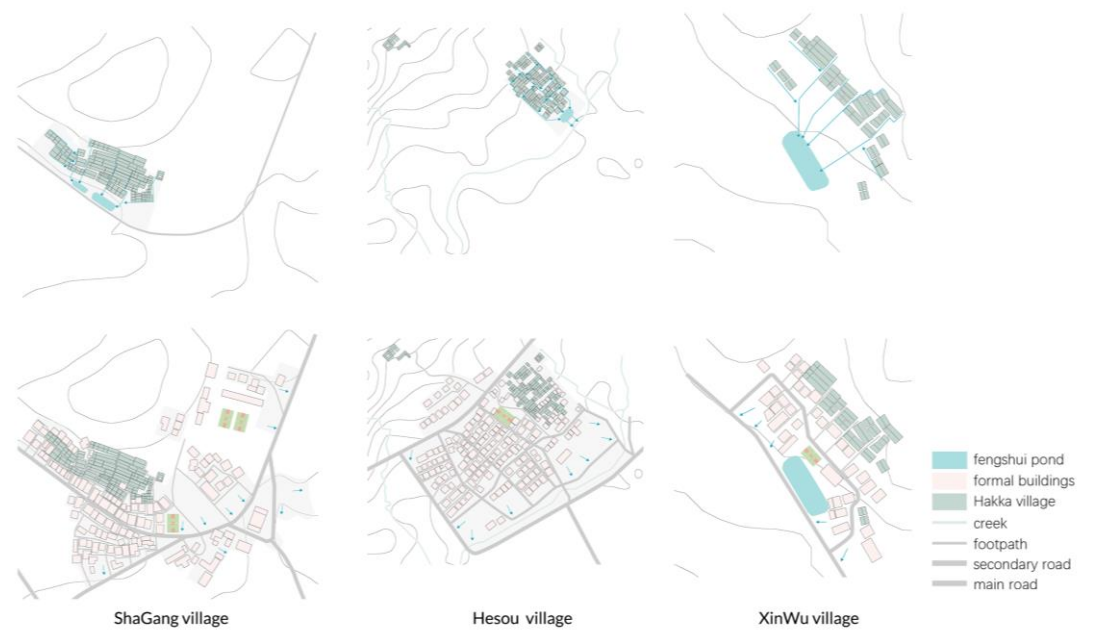 fengshui pond
formal buildings
Hakka village
creek
footpath
secondary road
main road
ShaGang village
Hesou village
XinWu village